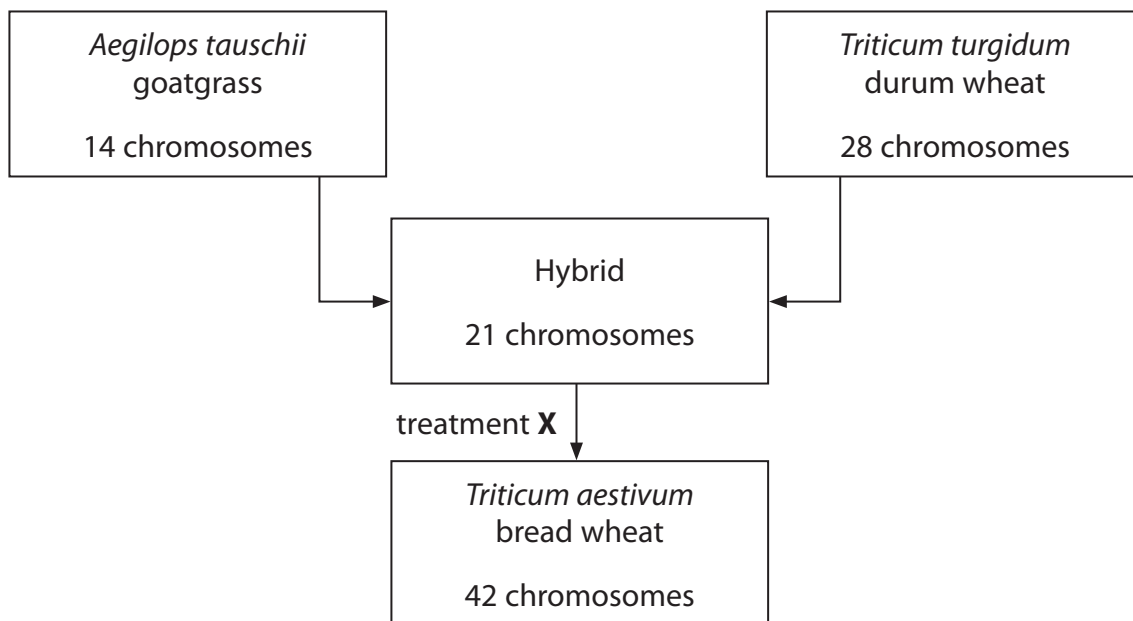 Aegilops tauschii
goatgrass
14 chromosomes
Triticum turgidum
durum wheat
28 chromosomes
Hybrid
21 chromosomes
treatment X
Triticum aestivum
bread wheat
42 chromosomes